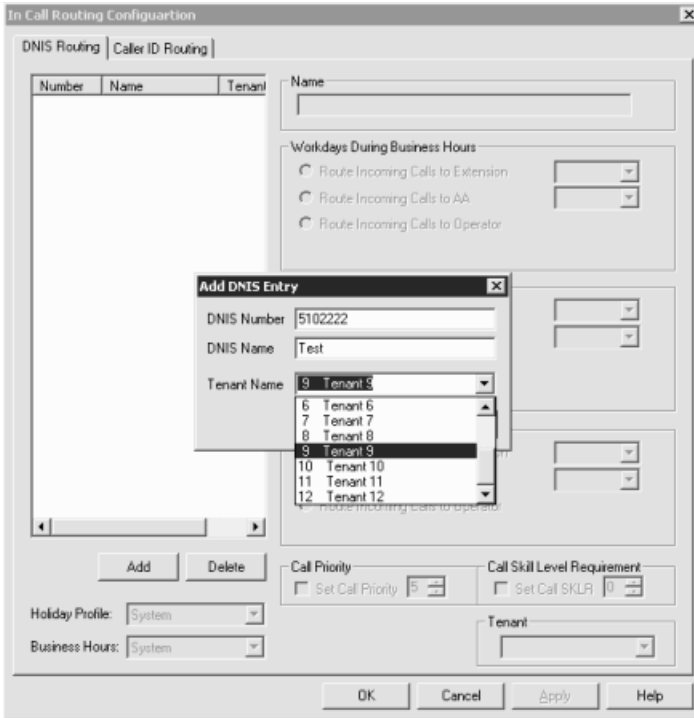 In Call Routing Configuartion
DNIS Routing Caller ID Routing
Number Name Tenant
Name
Workdays During Business Hours
Route Incoming Calls to Extension
Route Incoming Calls to AA
Route Incoming Calls to Operator
Add DNIS Entry
DNIS Number 5102222
DNIS Name Test
Tenant Name 9 Tenant 9
6 Tenant 6
7 Tenant 7
8 Tenant 8
9 Tenant 9
10 Tenant 10
11 Tenant 11
12 Tenant 12
Route Incoming Calls to Operator
Add Delete
Call Priority
Set Call Priority 5
Call Skill Level Requirement
Set Call SKLR 0
Holiday Profile: System
Business Hours: System
Tenant
OK Cancel Apply Help